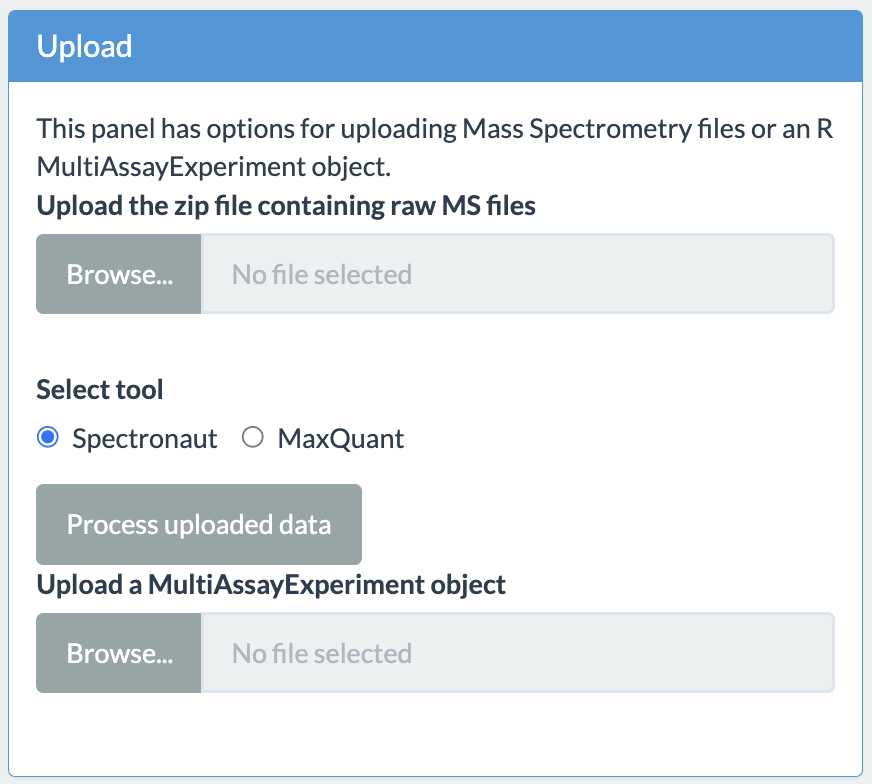 Upload
This panel has options for uploading Mass Spectrometry files or an R
MultiAssayExperiment object.
Upload the zip file containing raw MS files
Browse... No file selected
Select tool
Spectronaut MaxQuant
Process uploaded data
Upload a MultiAssayExperiment object
Browse... No file selected